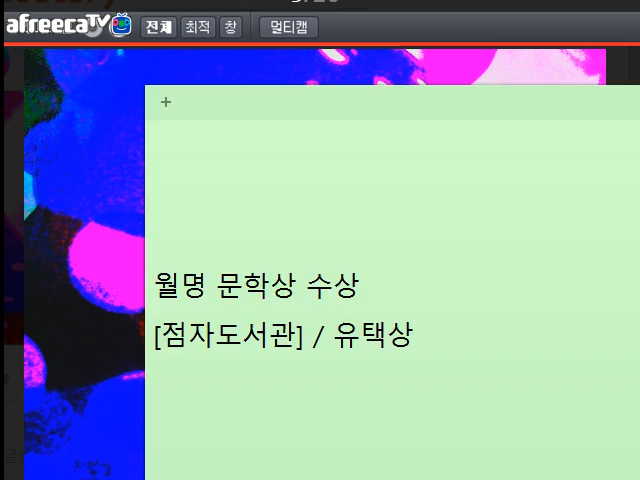 afreecaTV 전체 최적 창 멀티캠
+
월명 문학상 수상
[점자도서관] / 유택상